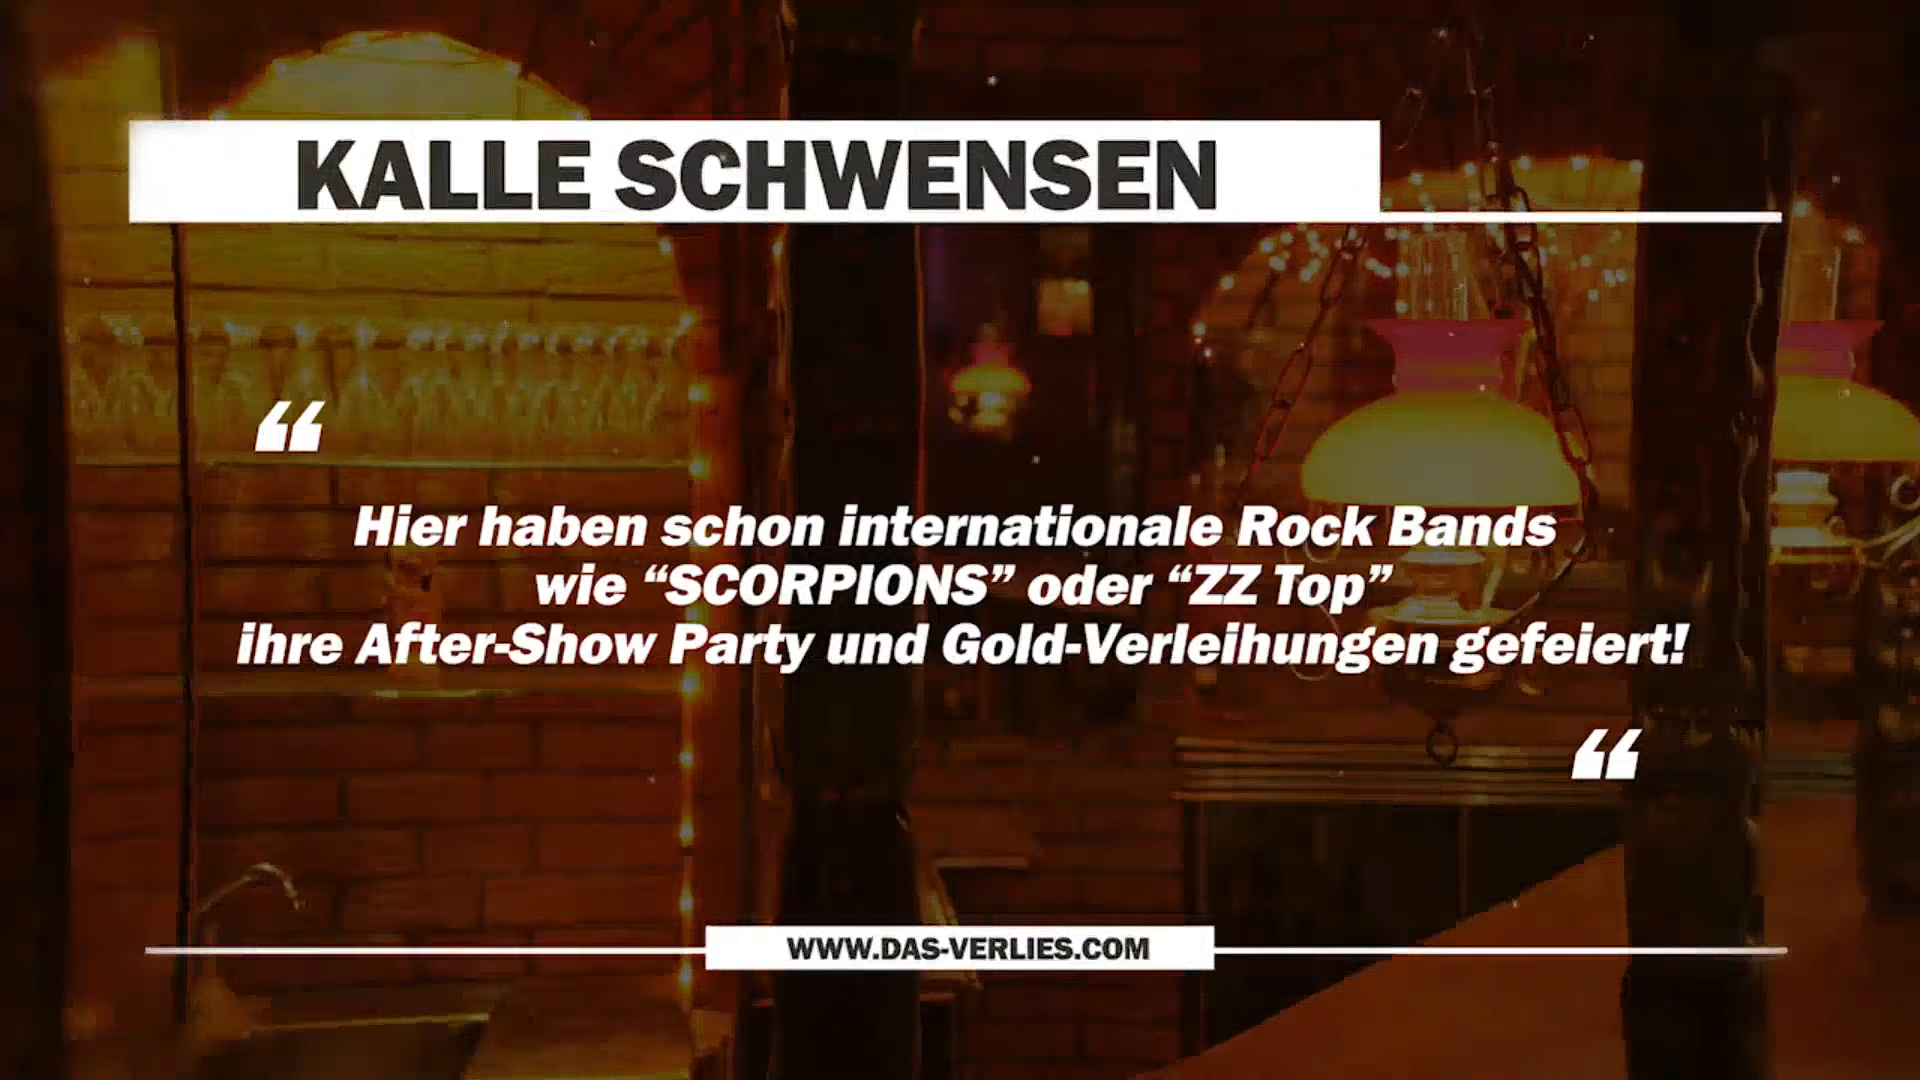 KALLE SCHWENSEN
“
Hier haben schon internationale Rock Bands
wie “SCORPIONS” oder “ZZ Top”
ihre After-Show Party und Gold-Verleihungen gefeiert!
“
WWW.DAS-VERLIES.COM